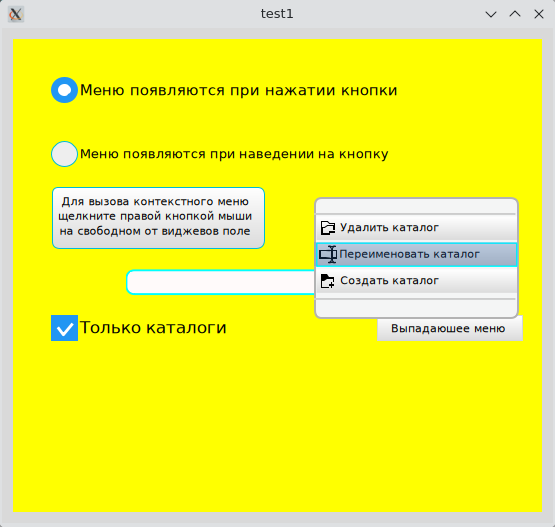 test1
Меню появляются при нажатии кнопки
Меню появляются при наведении на кнопку
Для вызова контекстного меню
щелкните правой кнопкой мыши
на свободном от виджевов поле
Удалить каталог
Переименовать каталог
Создать каталог
Только каталоги
Выпадаюшее меню